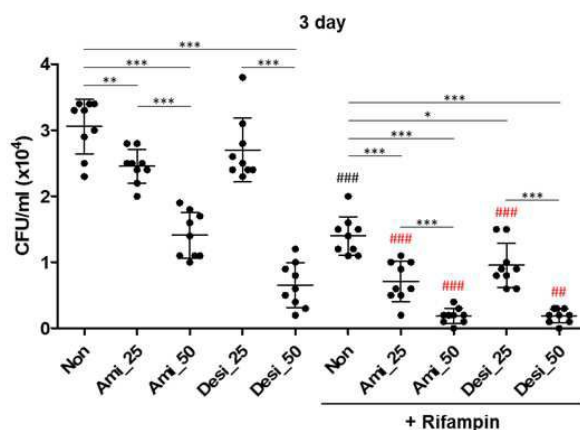 3 day
***
***
***
**
***
***
*
***
***
***
***
###
###
###
###
##
CFU/ml (x10⁴)
4
3
2
1
0
Non
Ami_25
Ami_50
Desi_25
Desi_50
Non
Ami_25
Ami_50
Desi_25
Desi_50
+ Rifampin